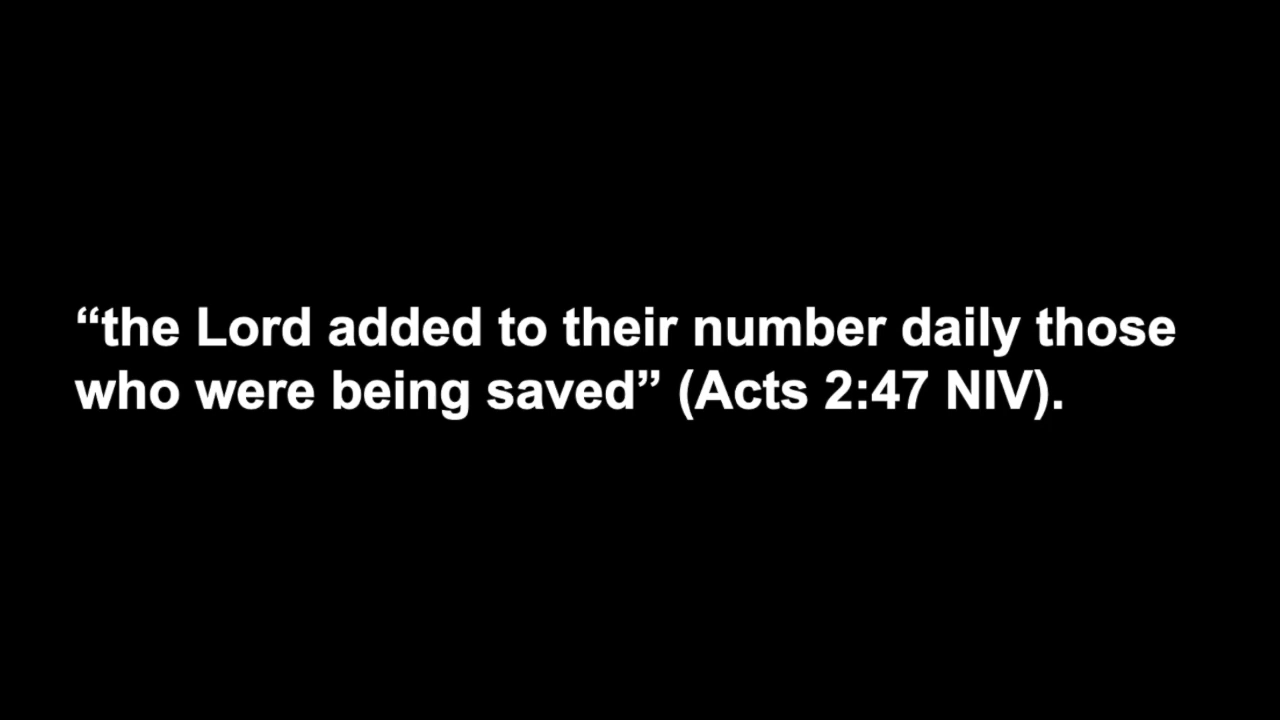 “the Lord added to their number daily those
who were being saved” (Acts 2:47 NIV).